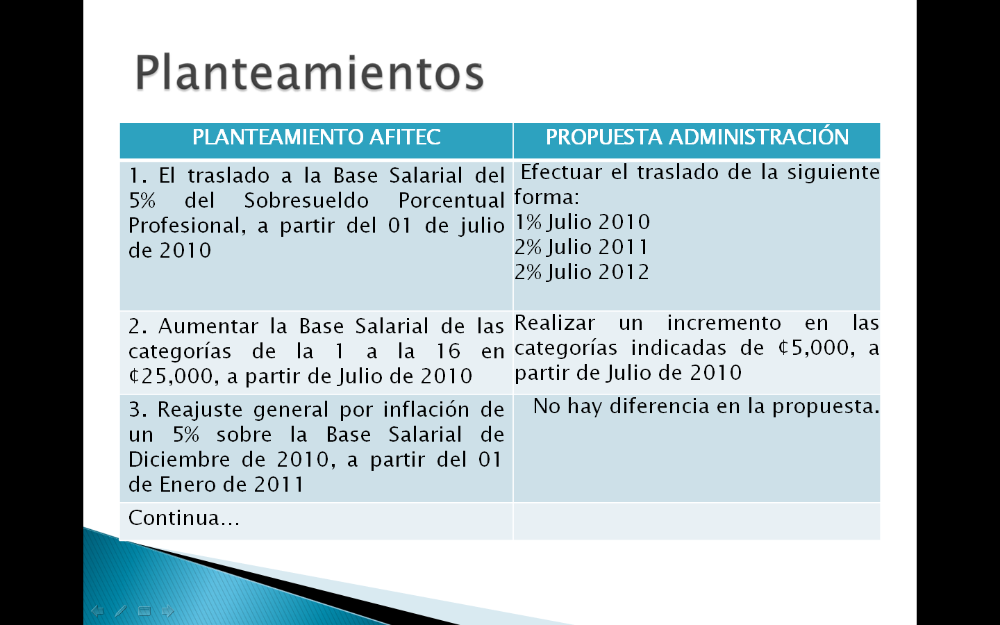 Planteamientos
PLANTEAMIENTO AFITEC
PROPUESTA ADMINISTRACIÓN
1. El traslado a la Base Salarial del
5% del Sobresueldo Porcentual
Profesional, a partir del 01 de julio
de 2010
Efectuar el traslado de la siguiente
forma:
1% Julio 2010
2% Julio 2011
2% Julio 2012
2. Aumentar la Base Salarial de las
categorías de la 1 a la 16 en
¢25,000, a partir de Julio de 2010
Realizar un incremento en las
categorías indicadas de ¢5,000, a
partir de Julio de 2010
3. Reajuste general por inflación de
un 5% sobre la Base Salarial de
Diciembre de 2010, a partir del 01
de Enero de 2011
No hay diferencia en la propuesta.
Continua...